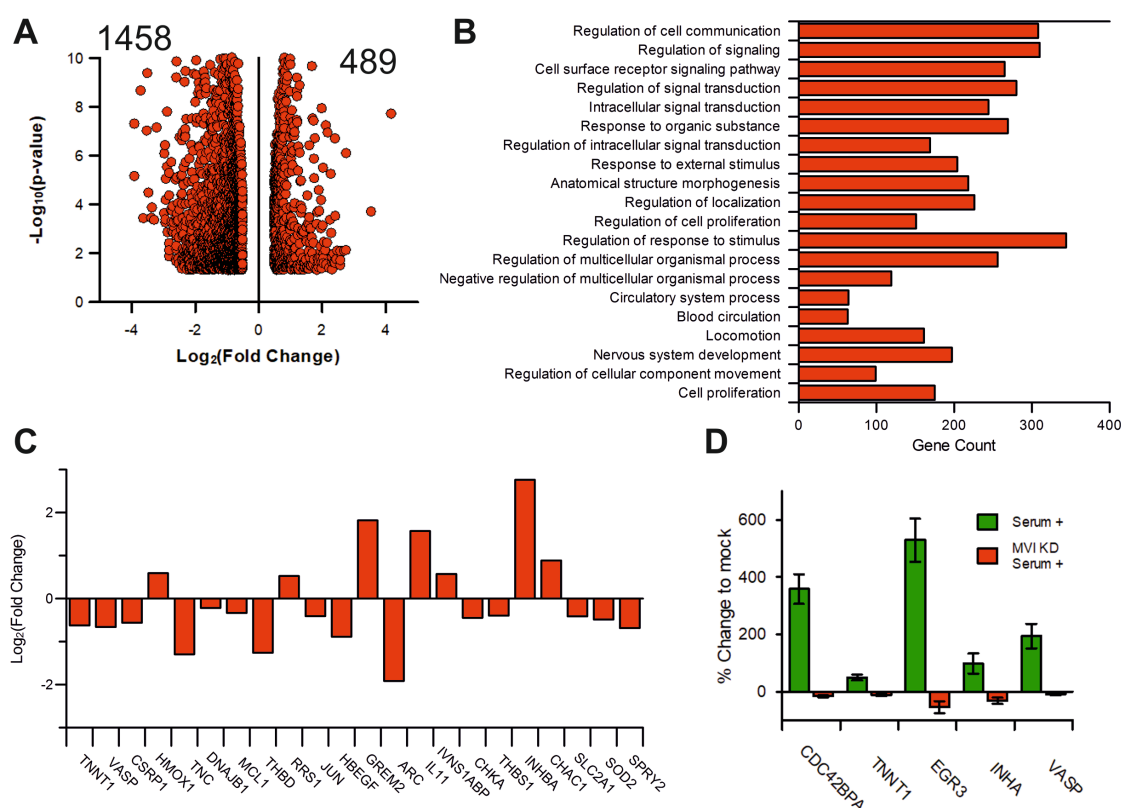 A
1458
489
10
8
6
4
2
0
-Log₁₀(p-value)
-4
-2
0
2
4
Log₂(Fold Change)
B
Regulation of cell communication
Regulation of signaling
Cell surface receptor signaling pathway
Regulation of signal transduction
Intracellular signal transduction
Response to organic substance
Regulation of intracellular signal transduction
Response to external stimulus
Anatomical structure morphogenesis
Regulation of localization
Regulation of cell proliferation
Regulation of response to stimulus
Regulation of multicellular organismal process
Negative regulation of multicellular organismal process
Circulatory system process
Blood circulation
Locomotion
Nervous system development
Regulation of cellular component movement
Cell proliferation
0
100
200
300
400
Gene Count
C
2
0
-2
Log₂(Fold Change)
TNNT1
VASP
CSRP1
HMOX1
TNC
DNAJB1
MCL1
THBD
RRS1
JUN
HBEGF
GREM2
ARC
IL11
IVNS1ABP
CHKA
THBS1
INHBA
CHAC1
SLC2A1
SOD2
SPRY2
D
600
400
200
0
% Change to mock
Serum +
MVI KD
Serum +
CDC42BPA
TNNT1
EGR3
INHA
VASP